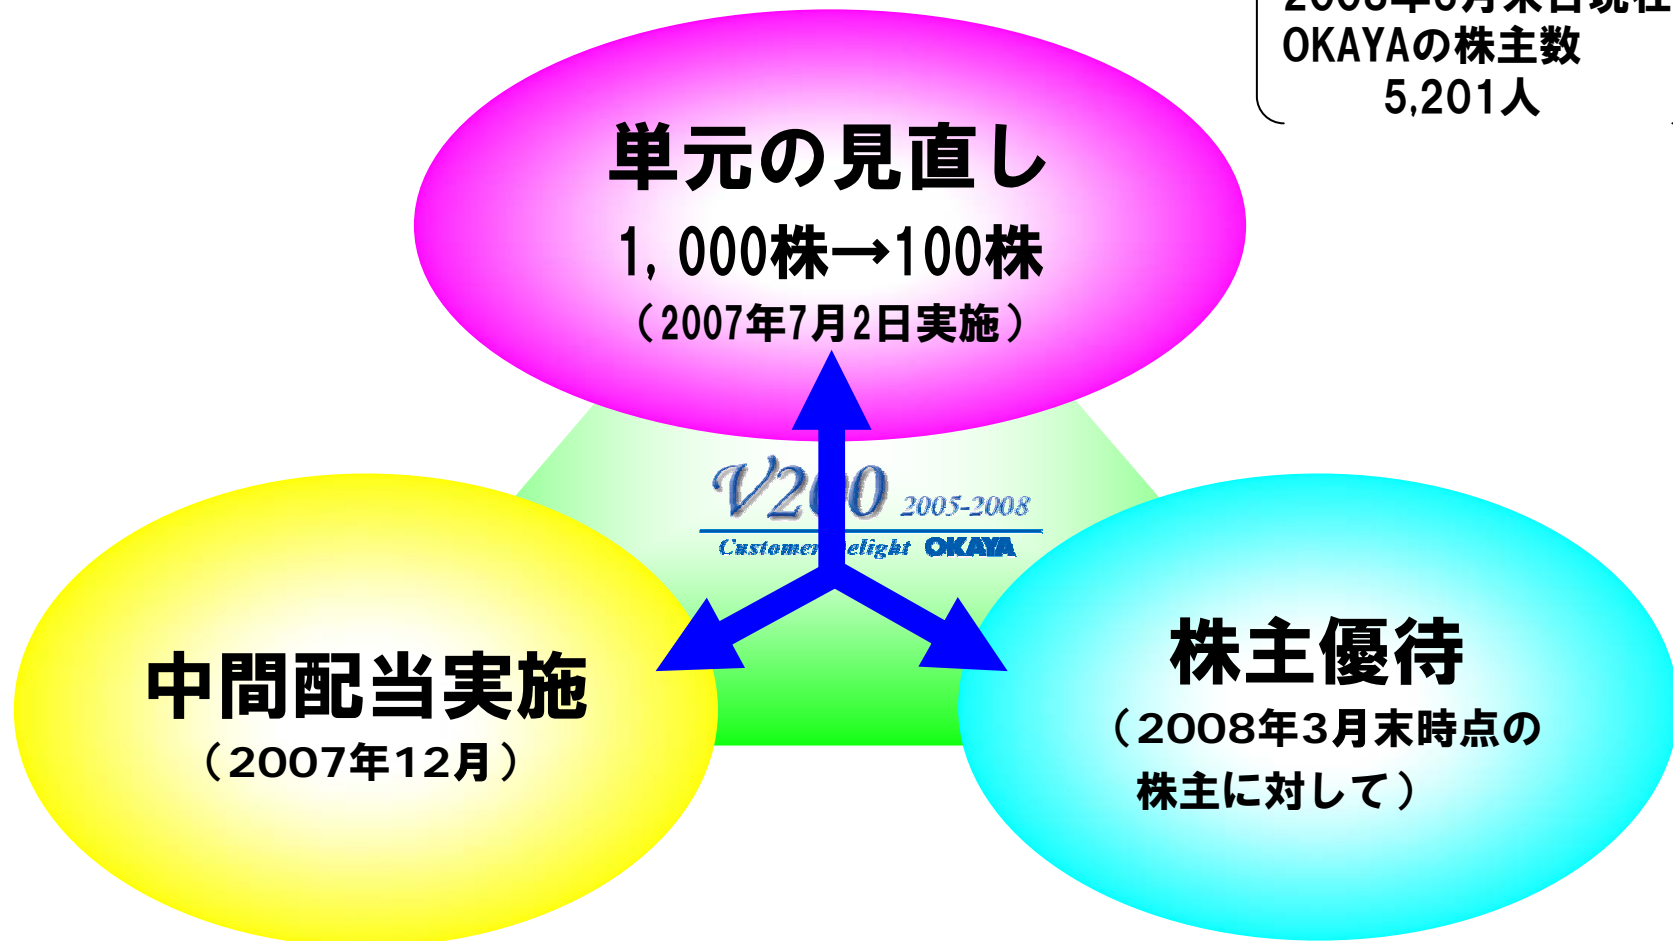 OKAYAの株主数
5,201人
単元の見直し
1,000株→100株
（2007年7月2日実施）
2005-2008
OKAYA
中間配当実施
（2007年12月）
株主優待
（2008年3月末時点の
株主に対して）